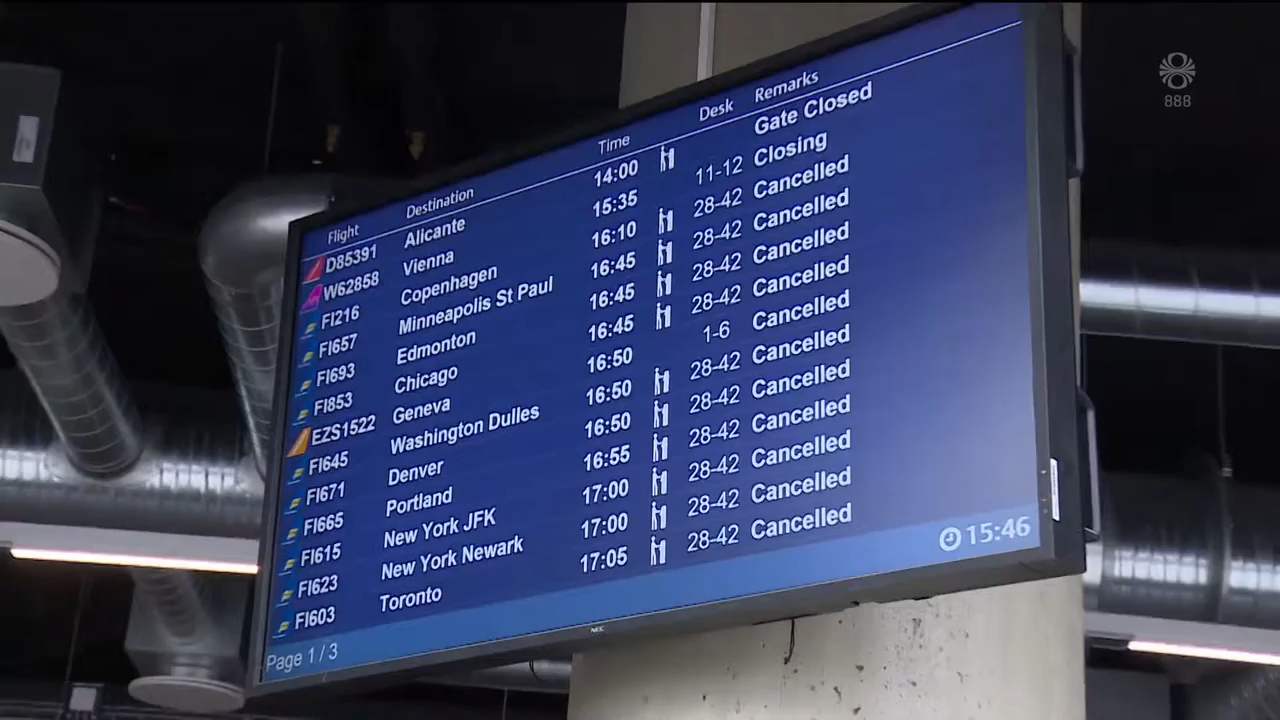 888
Flight Destination Time Desk Remarks
D85391 Alicante 14:00 Gate Closed
W62858 Vienna 15:35 11-12 Closing
FI216 Copenhagen 16:10 28-42 Cancelled
FI657 Minneapolis St Paul 16:45 28-42 Cancelled
FI693 Edmonton 16:45 28-42 Cancelled
FI853 Chicago 16:45 28-42 Cancelled
EZS1522 Geneva 16:50 1-6 Cancelled
FI645 Washington Dulles 16:50 28-42 Cancelled
FI671 Denver 16:50 28-42 Cancelled
FI665 Portland 16:55 28-42 Cancelled
FI615 New York JFK 17:00 28-42 Cancelled
FI623 New York Newark 17:00 28-42 Cancelled
FI603 Toronto 17:05 28-42 Cancelled
Page 1 / 3 15:46
NEC